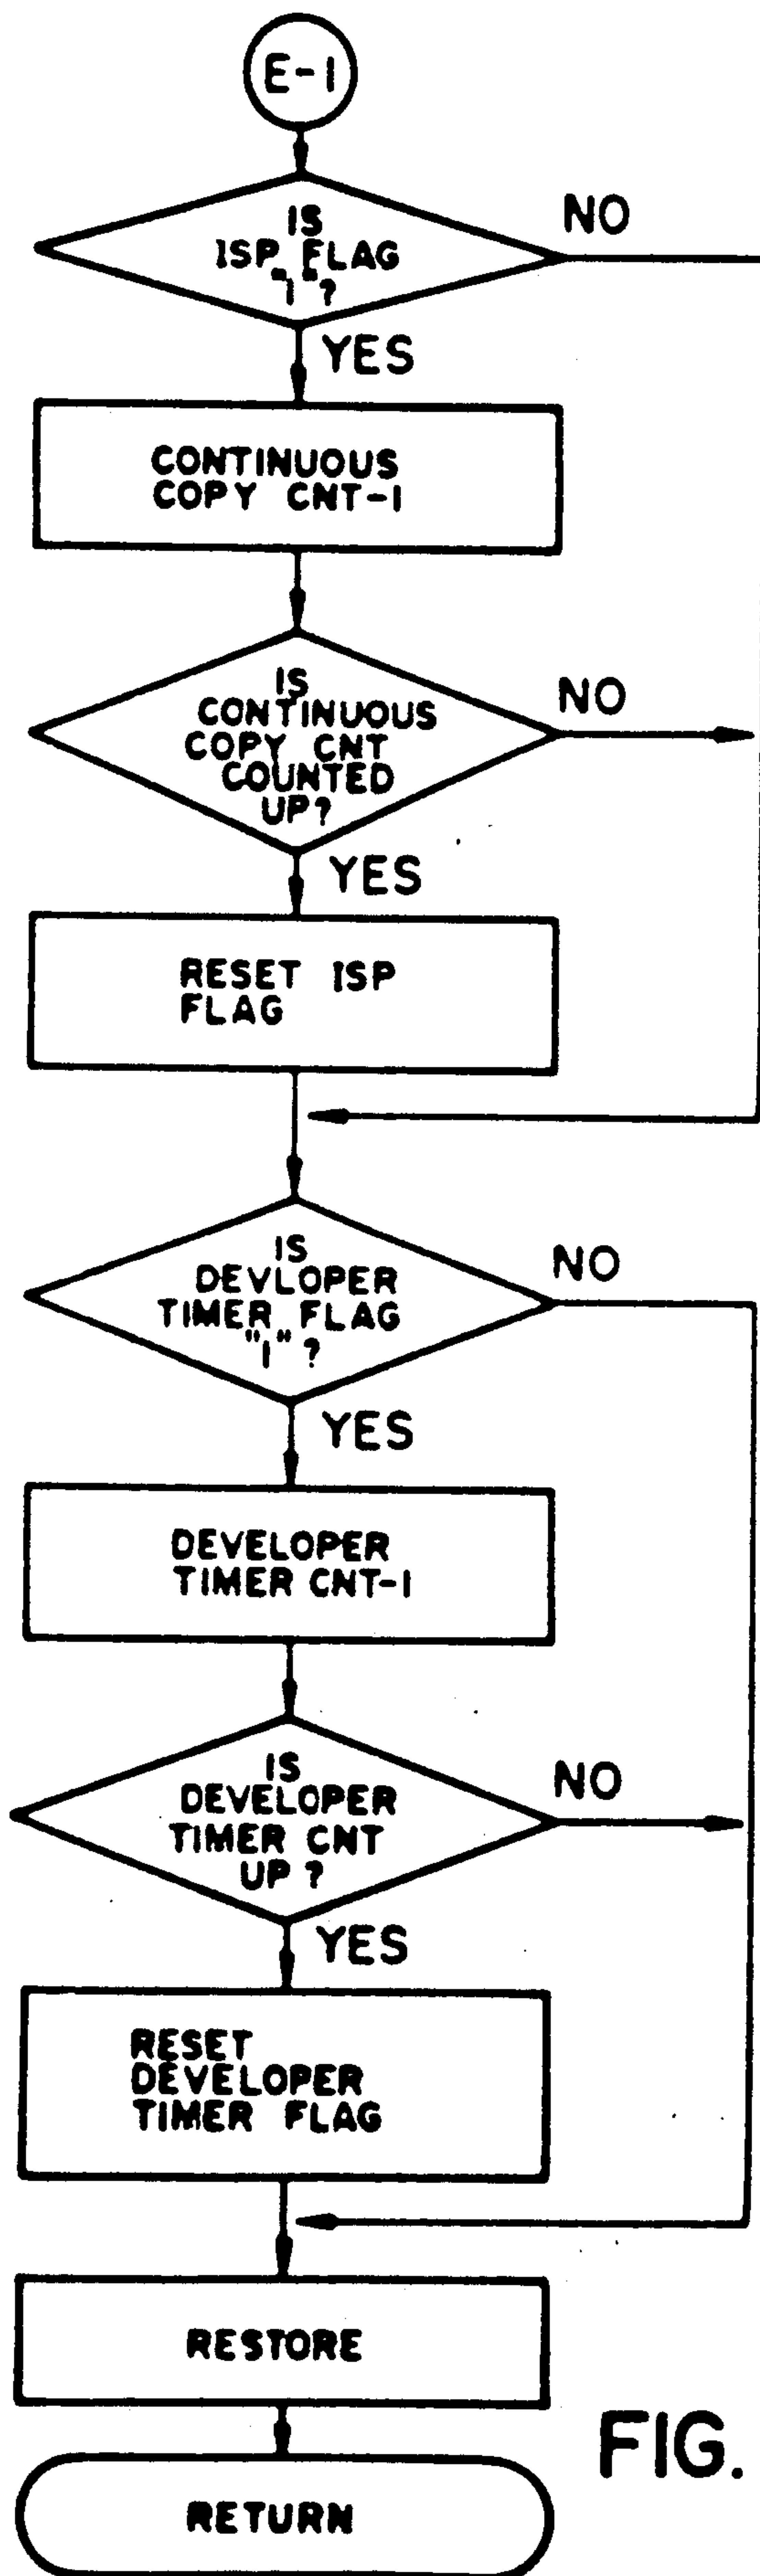 E-1
IS
ISP FLAG
"1"?
NO
YES
CONTINUOUS
COPY CNT-1
IS
CONTINUOUS
COPY CNT
COUNTED
UP?
NO
YES
RESET ISP
FLAG
IS
DEVLOPER
TIMER FLAG
"1" ?
NO
YES
DEVELOPER
TIMER CNT-1
IS
DEVELOPER
TIMER CNT
UP ?
NO
YES
RESET
DEVELOPER
TIMER FLAG
RESTORE
RETURN
FIG.